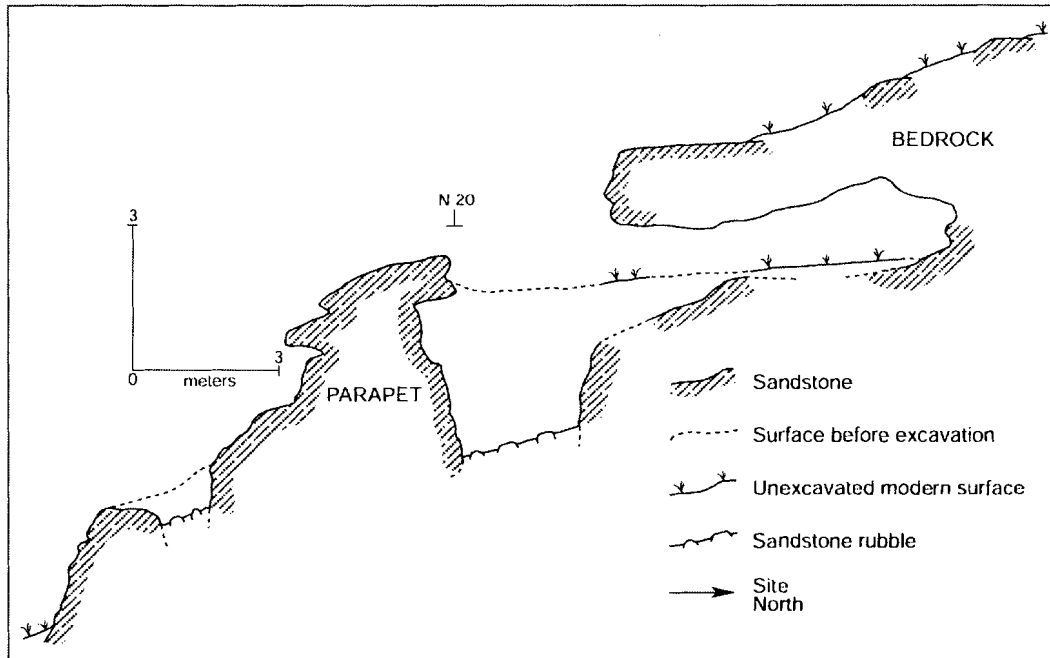 BEDROCK
N 20
3
3
0
meters
PARAPET
Sandstone
Surface before excavation
Unexcavated modern surface
Sandstone rubble
Site
North